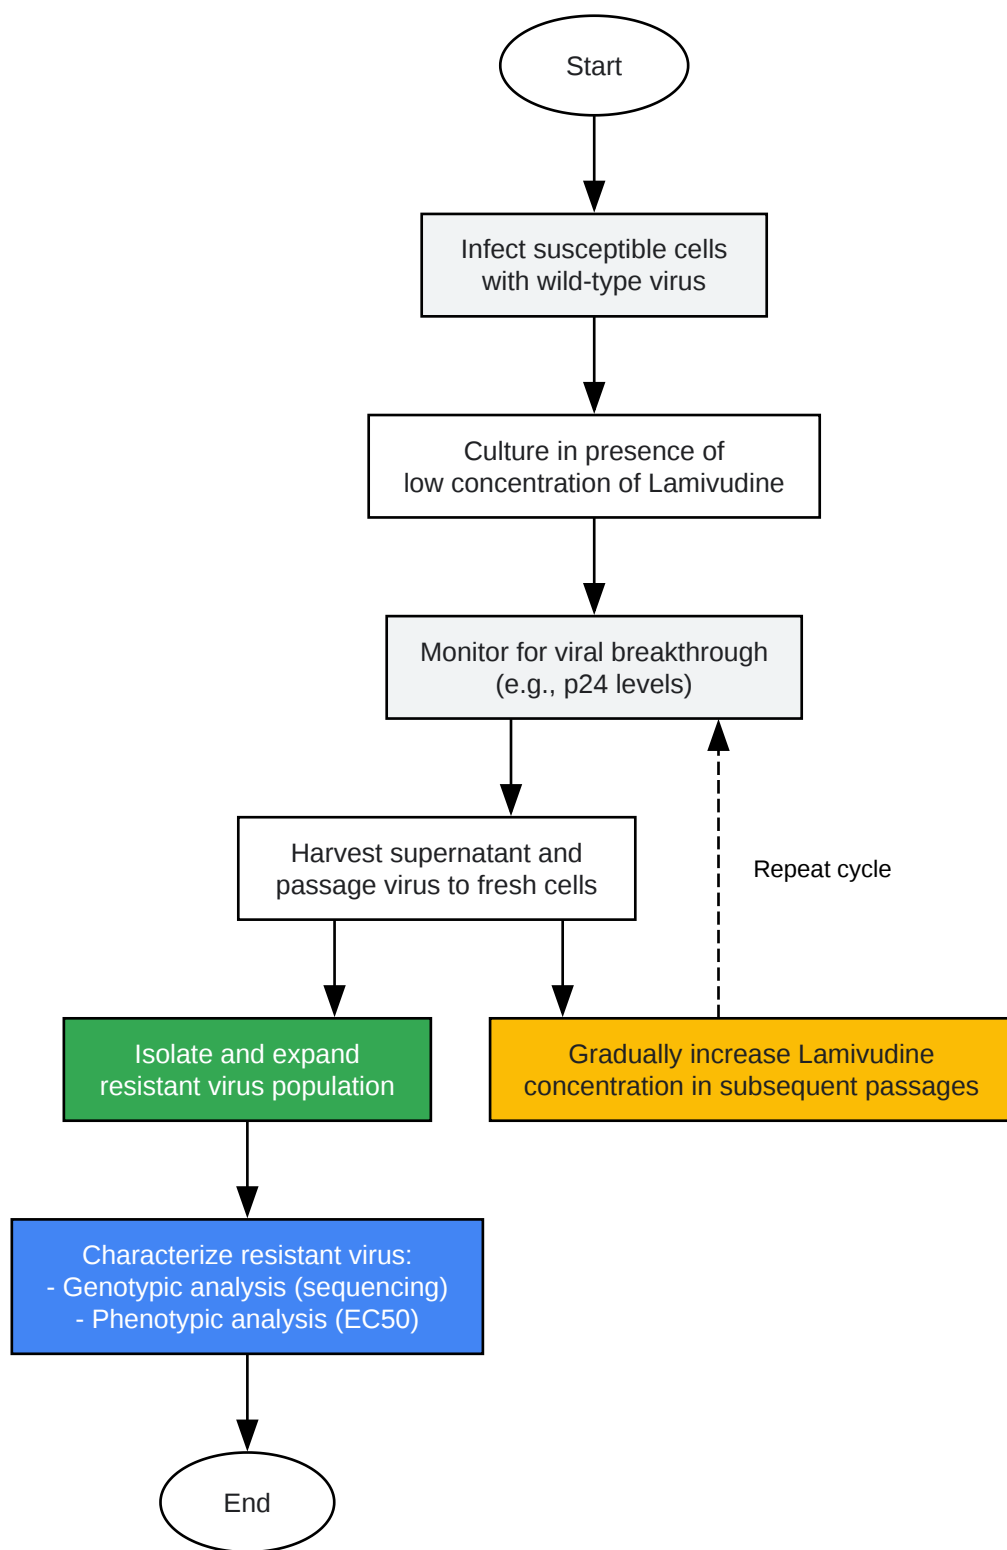 Start
Infect susceptible cells
with wild-type virus
Culture in presence of
low concentration of Lamivudine
Monitor for viral breakthrough
(e.g., p24 levels)
Harvest supernatant and
passage virus to fresh cells
Repeat cycle
Isolate and expand
resistant virus population
Gradually increase Lamivudine
concentration in subsequent passages
Characterize resistant virus:
- Genotypic analysis (sequencing)
- Phenotypic analysis (EC50)
End